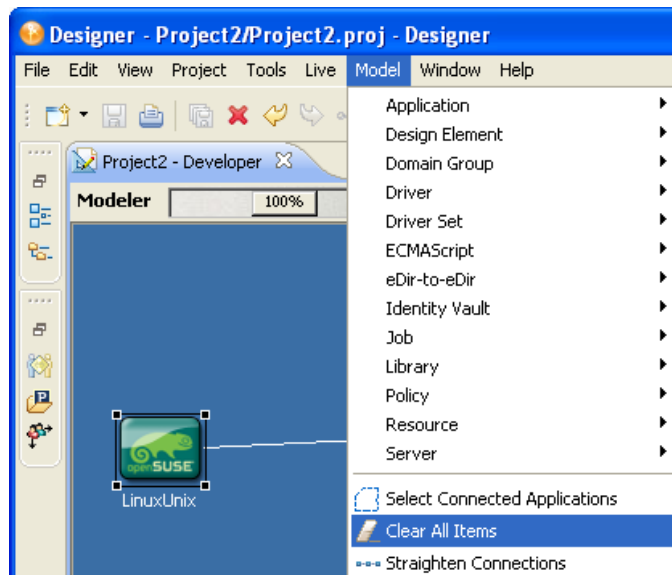 Designer - Project2/Project2.proj - Designer
File Edit View Project Tools Live Model Window Help
Project2 - Developer
Modeler 100%
Application
Design Element
Domain Group
Driver
Driver Set
ECMAScript
eDir-to-eDir
Identity Vault
Job
Library
Policy
Resource
Server
Select Connected Applications
Clear All Items
Straighten Connections
P
openSUSE
LinuxUnix